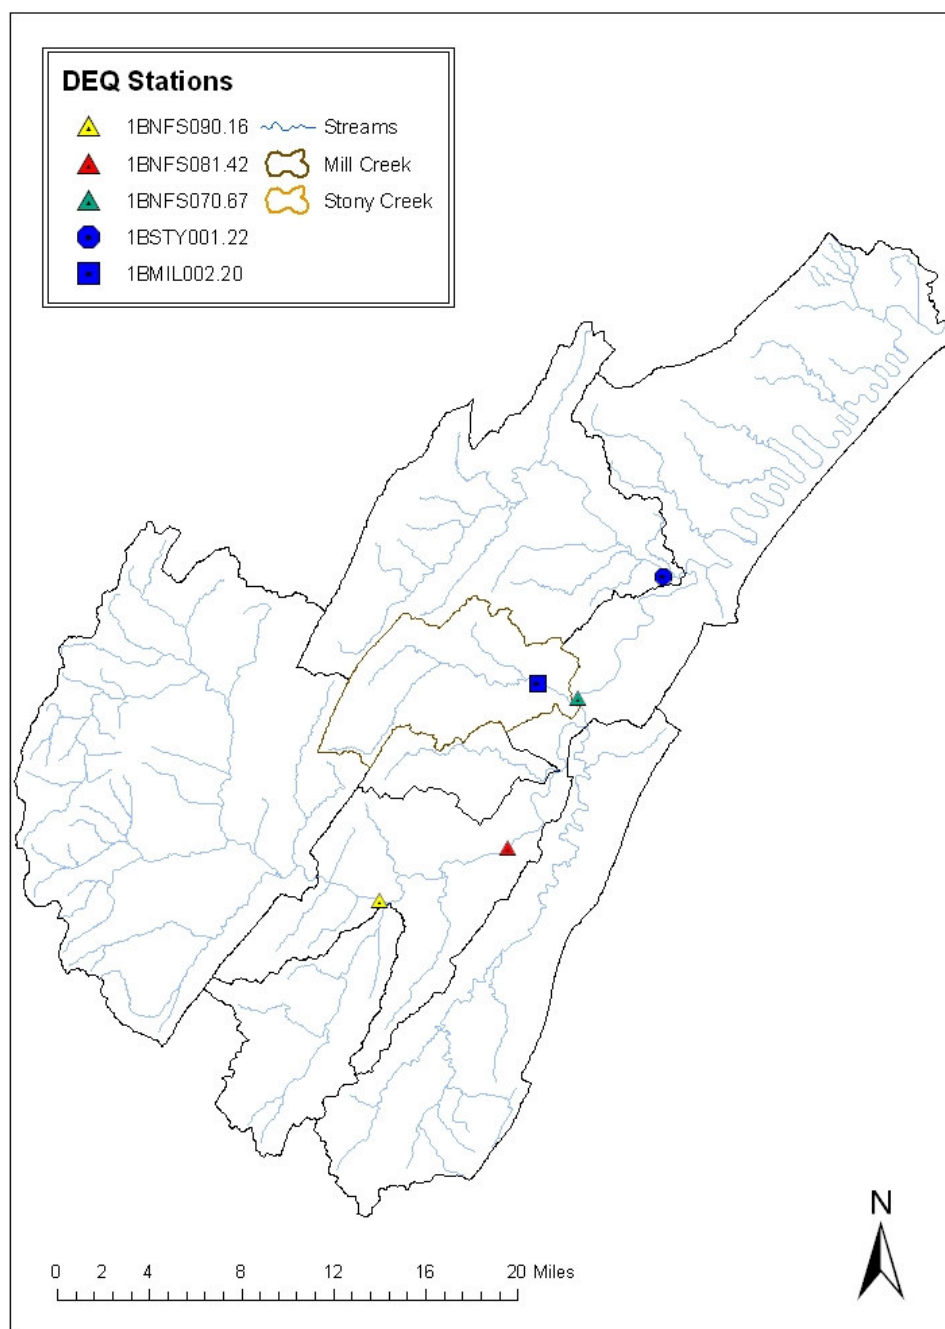 DEQ Stations
1BNFS090.16 Streams
1BNFS081.42 Mill Creek
1BNFS070.67 Stony Creek
1BSTY001.22
1BMIL002.20
N
0 2 4 8 12 16 20 Miles